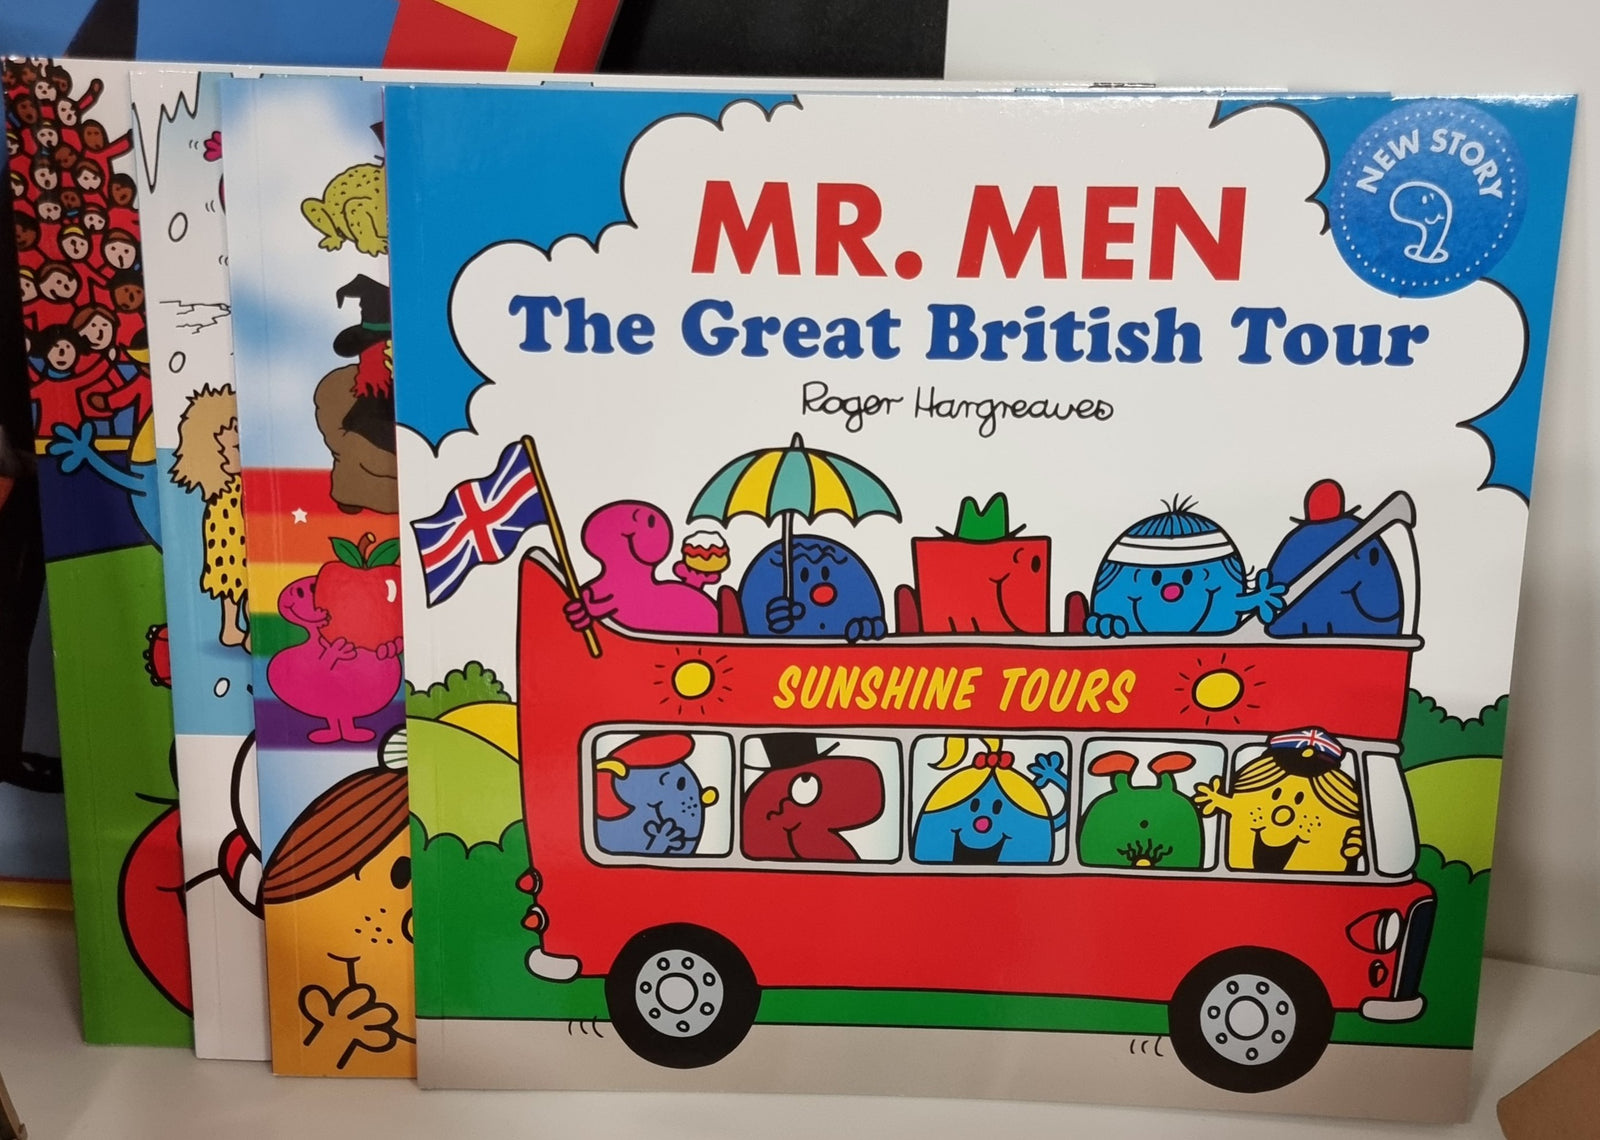 NEW STORY
MR. MEN
The Great British Tour
Roger Hargreaves
SUNSHINE TOURS